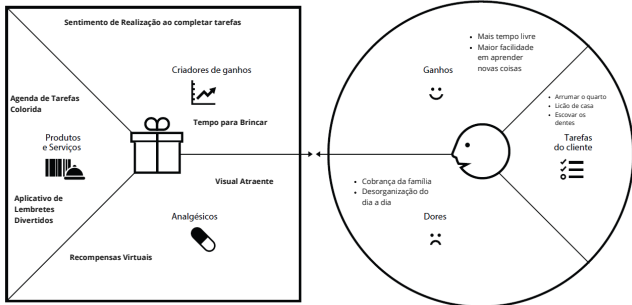 Sentimento de Realização ao completar tarefas
Criadores de ganhos
Agenda de Tarefas
Colorida
Tempo para Brincar
Produtos
e Serviços
Visual Atraente
Aplicativo de
Lembretes
Divertidos
Analgésicos
Recompensas Virtuais
• Mais tempo livre
• Maior facilidade
em aprender
novas coisas
Ganhos
• Arrumar o quarto
• Licão de casa
• Escovar os
dentes
Tarefas
do cliente
• Cobrança da família
• Desorganização do
dia a dia
Dores